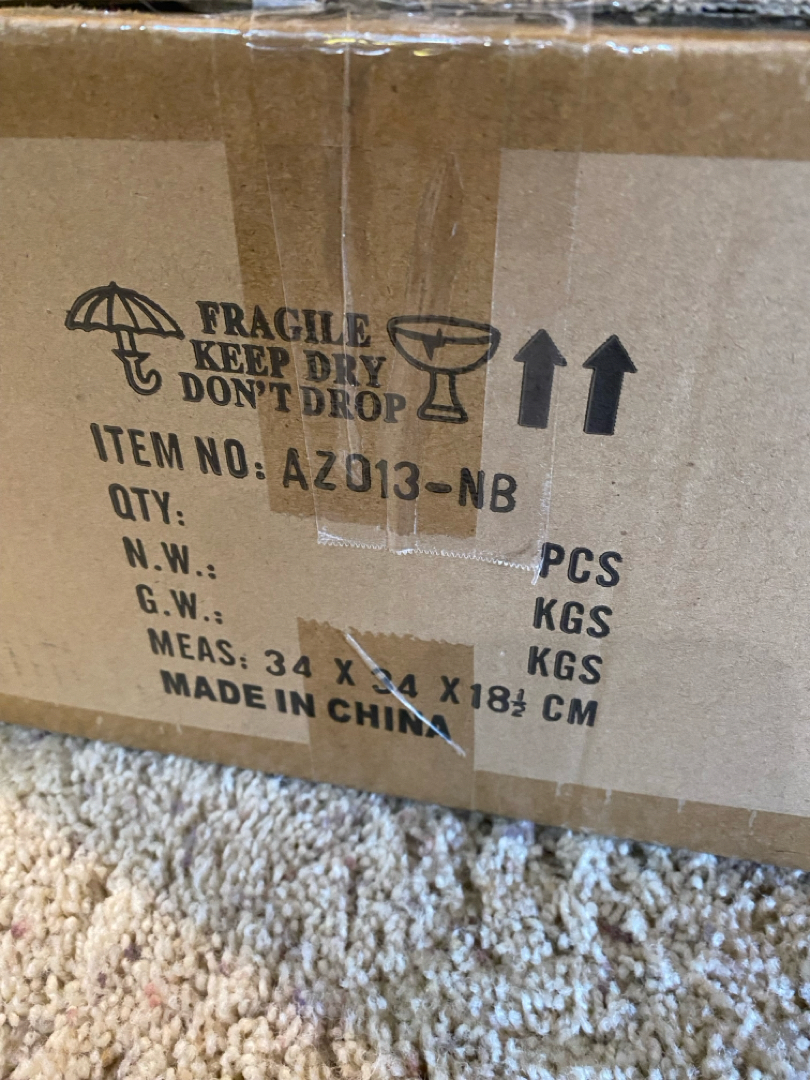 FRAGILE
KEEP DRY
DON'T DROP
ITEM NO: AZ013-NB
QTY: PCS
N.W.: KGS
G.W.: KGS
MEAS: 34 X 34 X 18½ CM
MADE IN CHINA